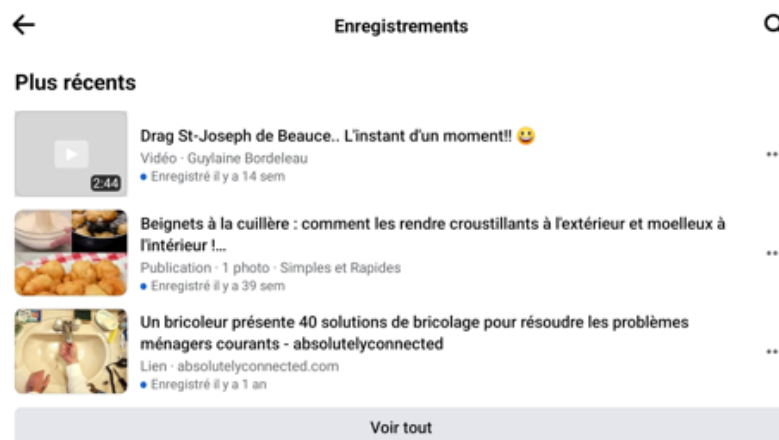 Enregistrements
Plus récents
Drag St-Joseph de Beauce.. L'instant d'un moment!! 😀
Vidéo · Guylaine Bordeleau
2:44
• Enregistré il y a 14 sem
Beignets à la cuillère : comment les rendre croustillants à l'extérieur et moelleux à
l'intérieur !...
Publication · 1 photo · Simples et Rapides
• Enregistré il y a 39 sem
Un bricoleur présente 40 solutions de bricolage pour résoudre les problèmes
ménagers courants - absolutelyconnected
Lien · absolutelyconnected.com
• Enregistré il y a 1 an
Voir tout